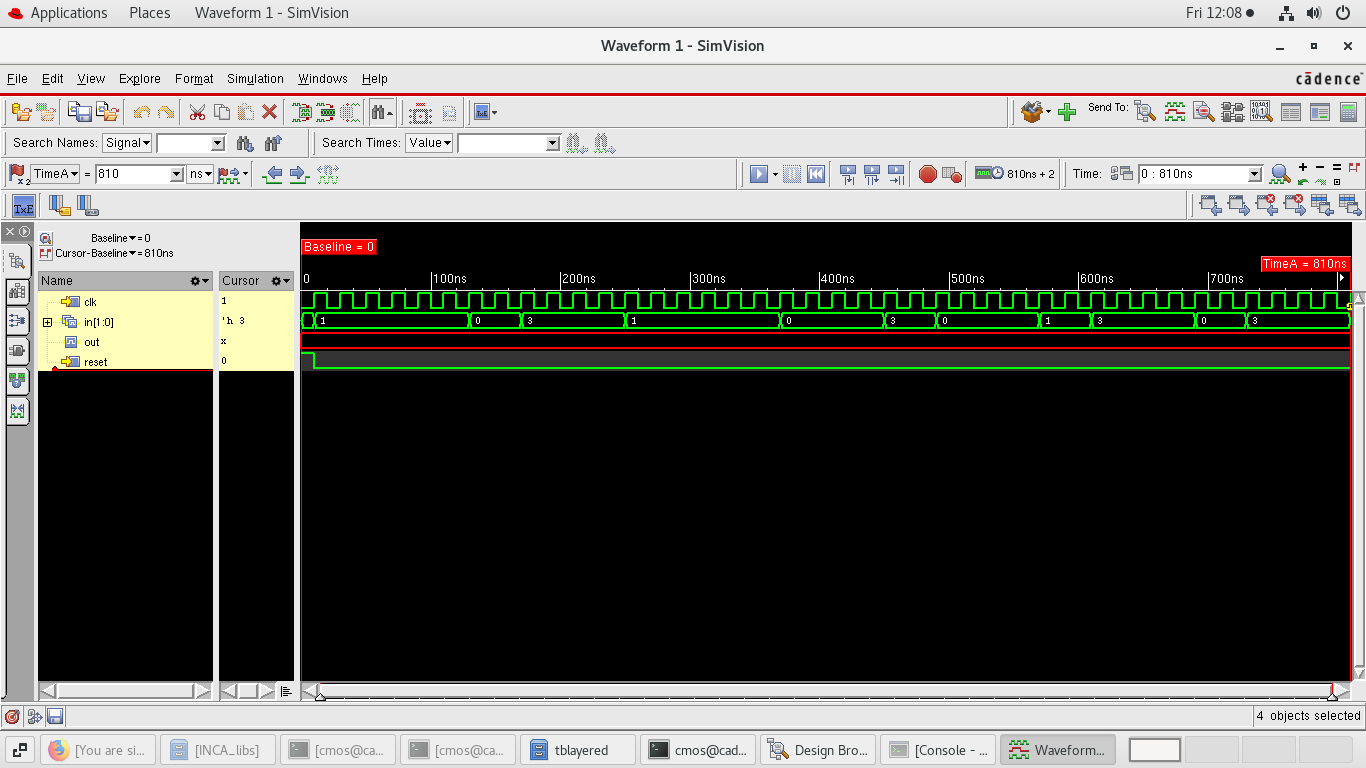 Applications Places Waveform 1 - SimVision Fri 12:08
Waveform 1 - SimVision
File Edit View Explore Format Simulation Windows Help cādence
Send To:
Search Names: Signal Search Times: Value
x2 TimeA = 810 ns 810ns + 2 Time: 0 : 810ns
TxE
Baseline = 0
Cursor-Baseline = 810ns
Baseline = 0
TimeA = 810ns
Name Cursor 0 100ns 200ns 300ns 400ns 500ns 600ns 700ns
clk 1
in[1:0] 'h 3 1 0 3 1 0 3 0 1 3 0 3
out x
reset 0
4 objects selected
[You are si... [INCA_libs] [cmos@ca... [cmos@ca... tblayered cmos@cad... Design Bro... [Console - ... Waveform...